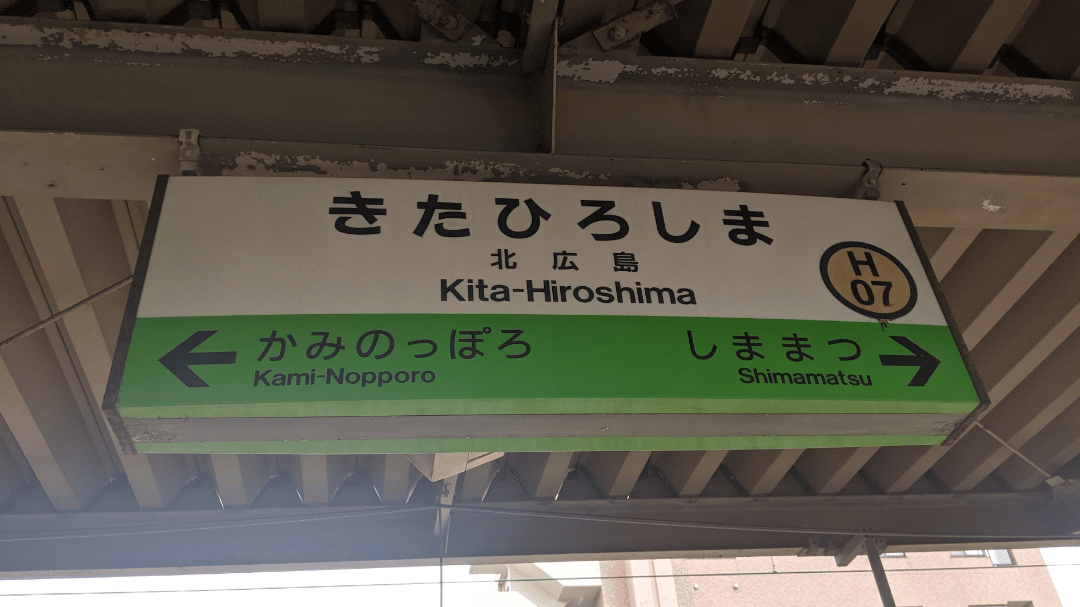 きたひろしま
北広島
Kita-Hiroshima
H
07
← かみのっぽろ
Kami-Nopporo
しままつ →
Shimamatsu